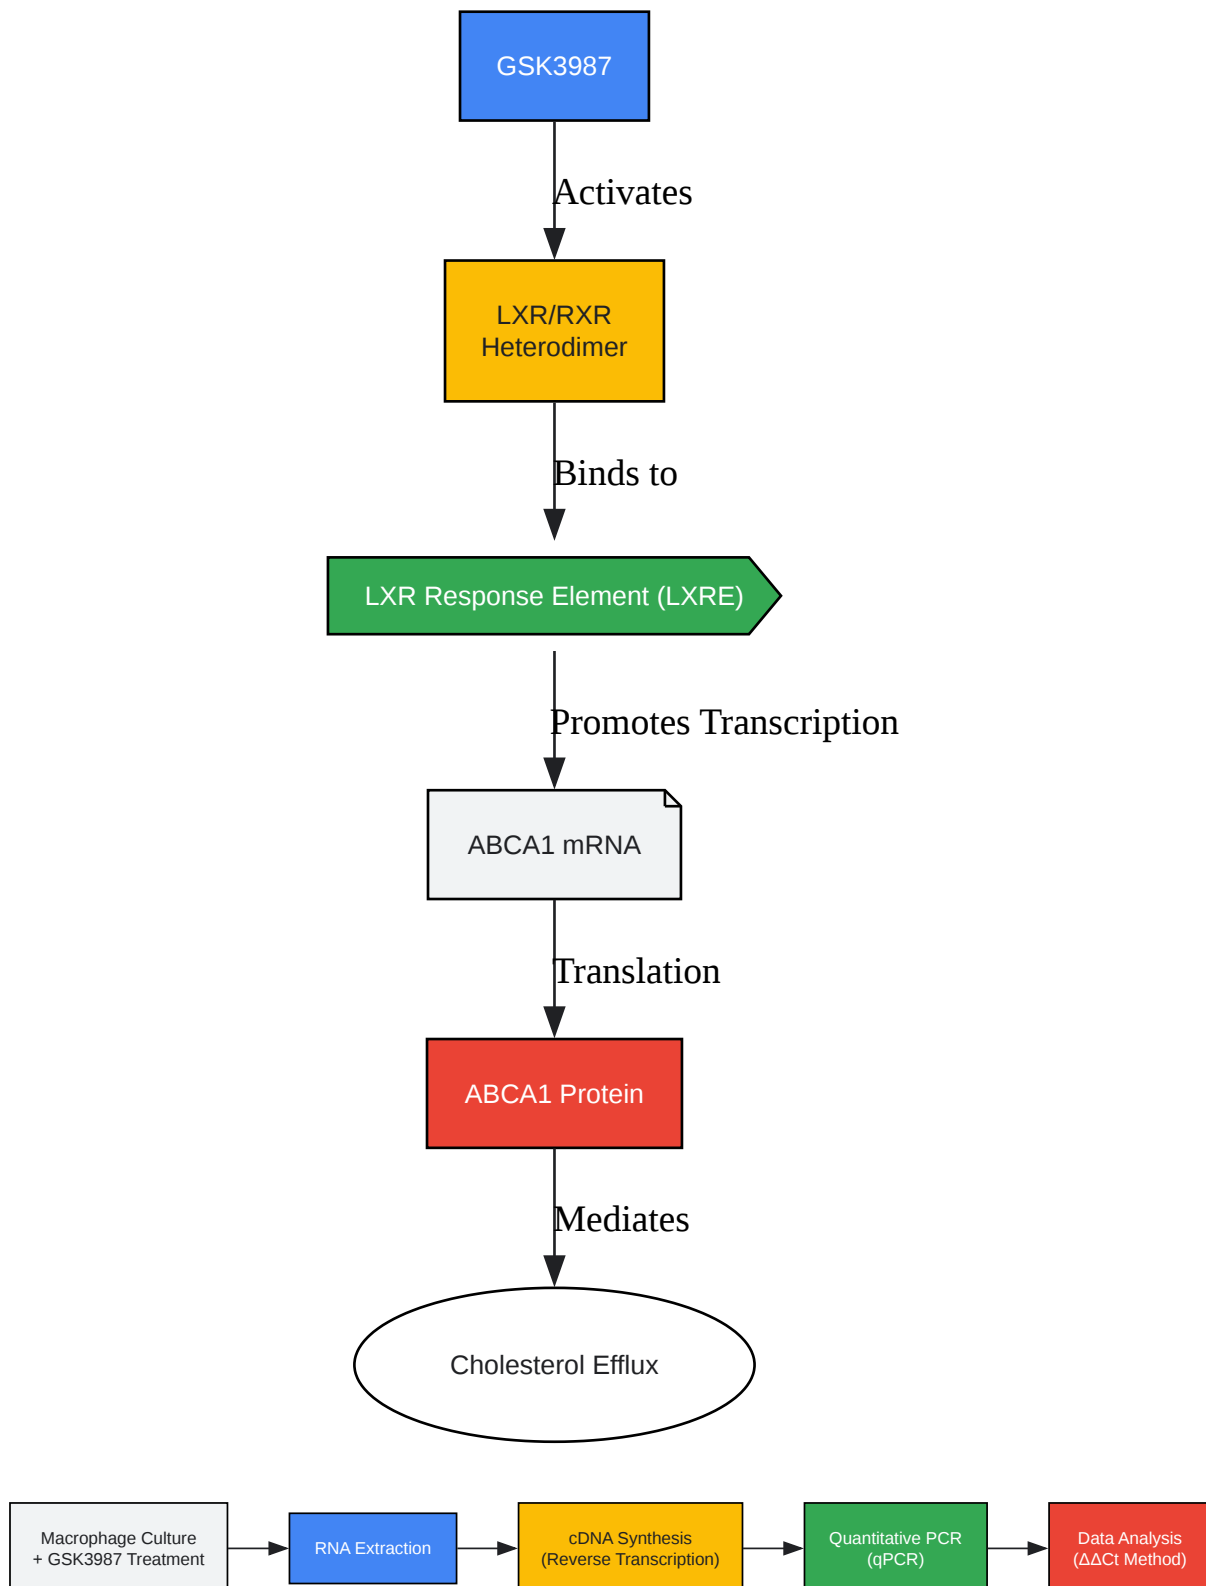 GSK3987
Activates
LXR/RXR
Heterodimer
Binds to
LXR Response Element (LXRE)
Promotes Transcription
ABCA1 mRNA
Translation
ABCA1 Protein
Mediates
Cholesterol Efflux
Macrophage Culture
+ GSK3987 Treatment
RNA Extraction
cDNA Synthesis
(Reverse Transcription)
Quantitative PCR
(qPCR)
Data Analysis
(ΔΔCt Method)